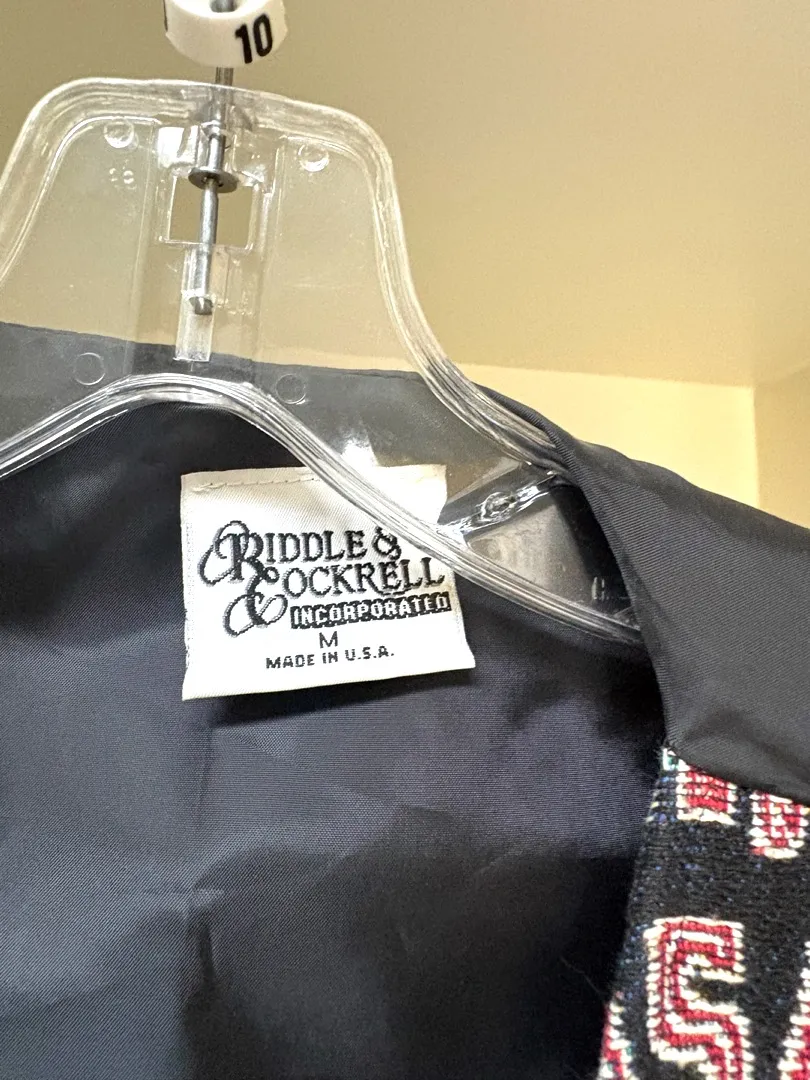 10
RIDDLE &
COCKRELL
INCORPORATED
M
MADE IN U.S.A.